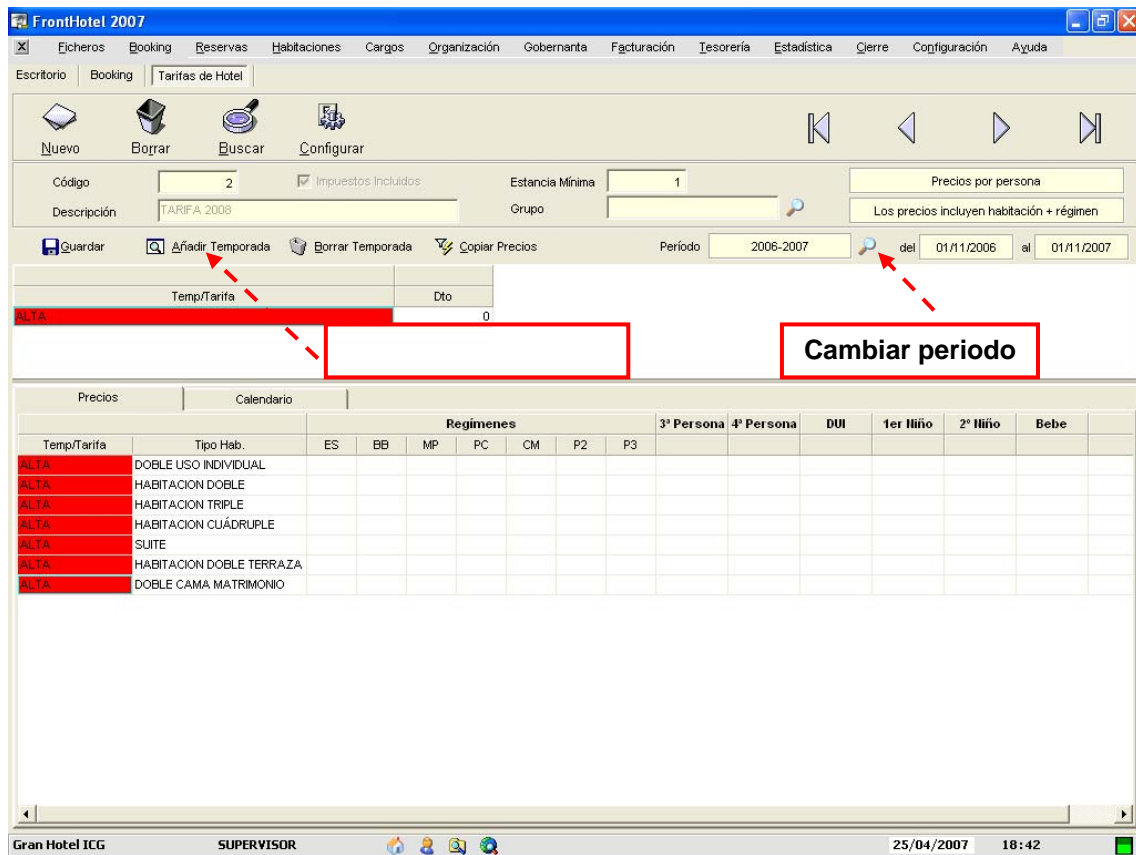 FrontHotel 2007
X Ficheros Booking Reservas Habitaciones Cargos Organización Gobernanta Facturación Tesorería Estadística Cierre Configuración Ayuda
Escritorio Booking Tarifas de Hotel
Nuevo Borrar Buscar Configurar
Código 2 Impuestos Incluidos Estancia Mínima 1 Precios por persona
Descripción TARIFA 2008 Grupo Los precios incluyen habitación + régimen
Guardar Añadir Temporada Borrar Temporada Copiar Precios Período 2006-2007 del 01/11/2006 al 01/11/2007
Temp/Tarifa Dto
ALTA 0
Cambiar periodo
Precios Calendario
Regímenes 3ª Persona 4ª Persona DUI 1er Niño 2º Niño Bebe
Temp/Tarifa Tipo Hab. ES BB MP PC CM P2 P3
ALTA DOBLE USO INDIVIDUAL
ALTA HABITACION DOBLE
ALTA HABITACION TRIPLE
ALTA HABITACION CUÁDRUPLE
ALTA SUITE
ALTA HABITACION DOBLE TERRAZA
ALTA DOBLE CAMA MATRIMONIO
Gran Hotel ICG SUPERVISOR 25/04/2007 18:42